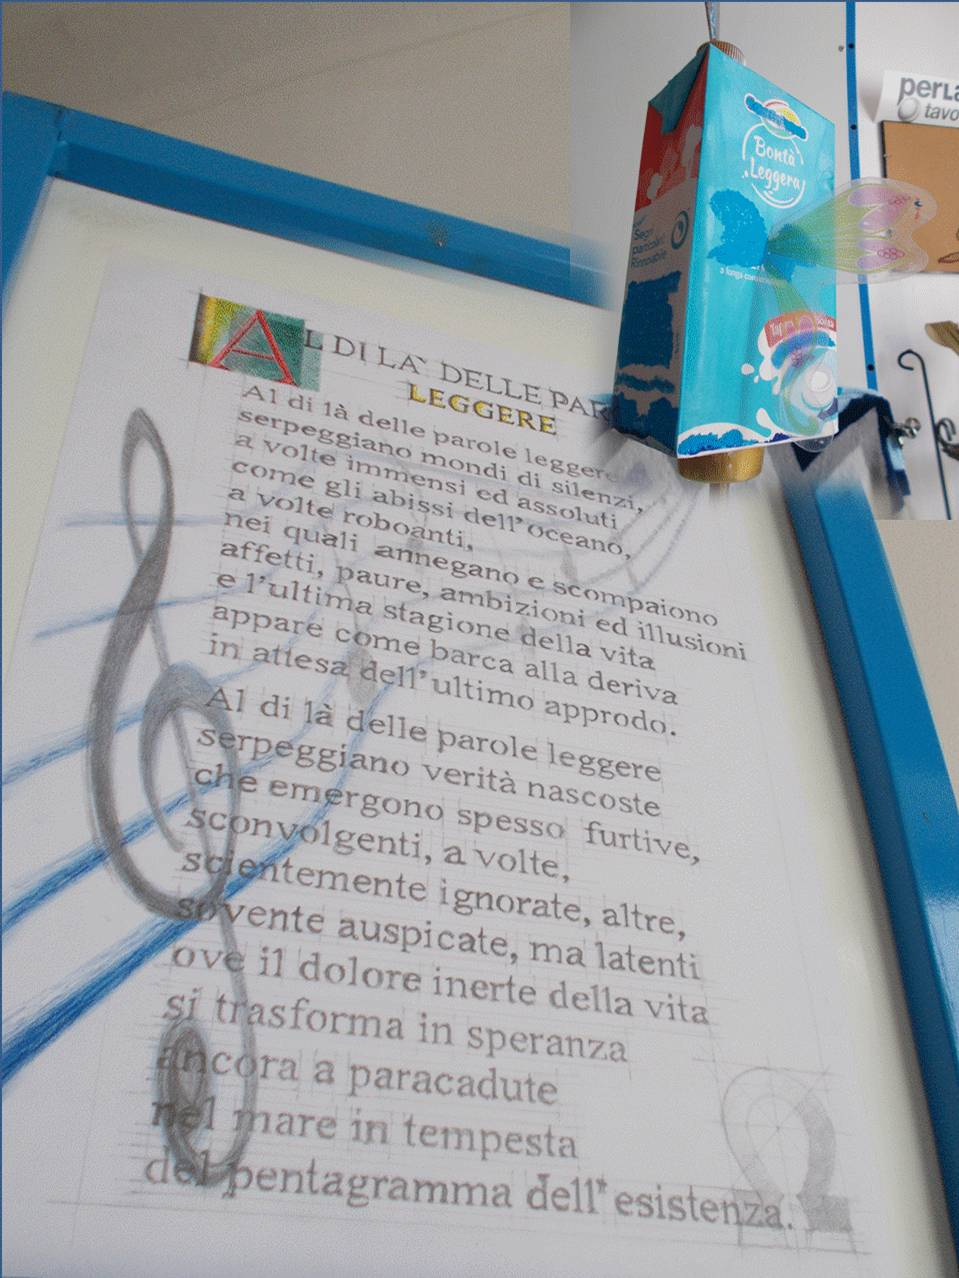 AL DI LA` DELLE PAR
LEGGERE
Al di là delle parole legger
serpeggiano mondi di silenzi,
a volte immensi ed assoluti
come gli abissi dell'oceano,
a volte roboanti,
nei quali annegano e scompaiono
affetti, paure, ambizioni ed illusioni
e l'ultima stagione della vita
appare come barca alla deriva
in attesa dell'ultimo approdo.
Al di là delle parole leggere
serpeggiano verità nascoste
che emergono spesso furtive,
sconvolgenti, a volte,
scientemente ignorate, altre,
sovente auspicate, ma latenti
ove il dolore inerte della vita
si trasforma in speranza
ancora a paracadute
nel mare in tempesta
del pentagramma dell'esistenza.
Bontà
Leggera
Segni
particolari:
Rinnovabile
a lunga
perla
tavo